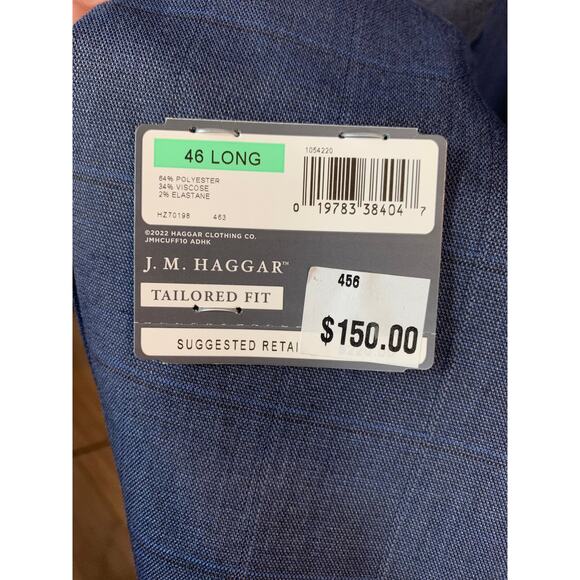 46 LONG
64% POLYESTER
34% VISCOSE
2% ELASTANE
HZ70198 463
1054220
0 19783 38404 7
©2022 HAGGAR CLOTHING CO.
JMHCUFF10 ADHK
J. M. HAGGAR™
TAILORED FIT
456
$150.00
SUGGESTED RETAI